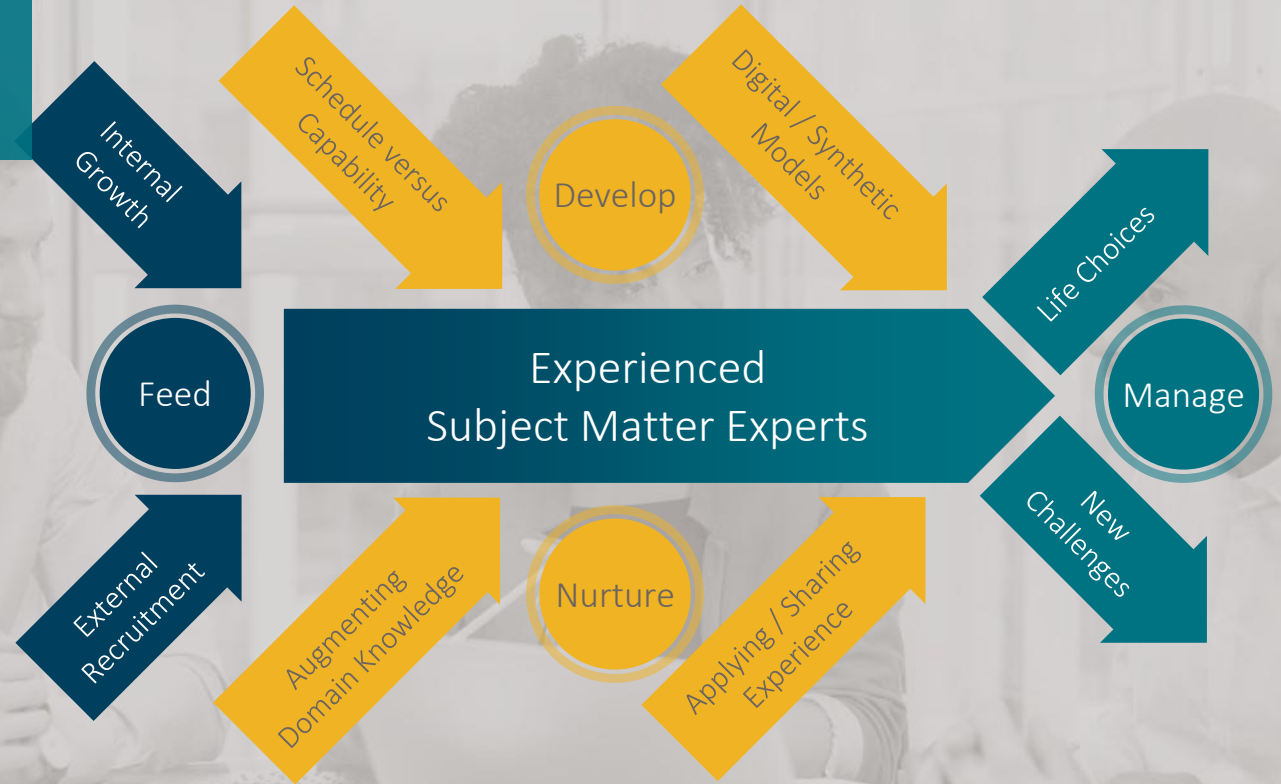 Internal
Growth
Schedule versus
Capability
Develop
Digital / Synthetic
Models
Life Choices
Feed
Experienced
Subject Matter Experts
Manage
External
Recruitment
Augmenting
Domain Knowledge
Nurture
Applying / Sharing
Experience
New
Challenges